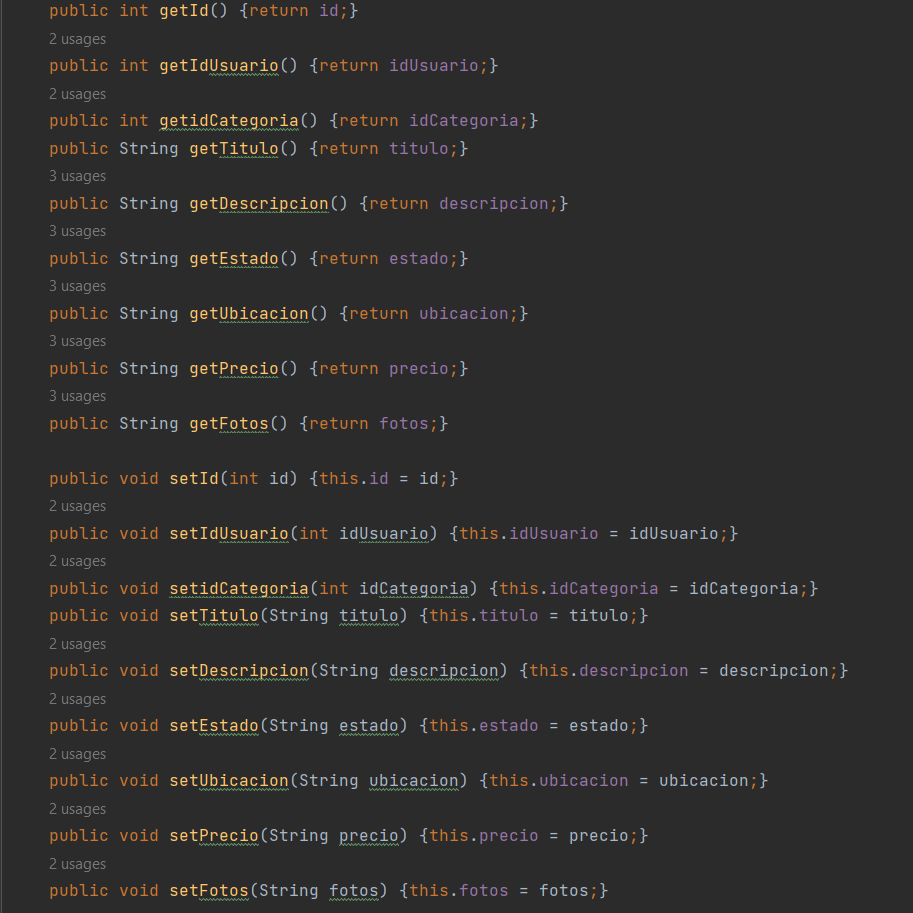 public int getId() {return id;}
2 usages
public int getIdUsuario() {return idUsuario;}
2 usages
public int getidCategoria() {return idCategoria;}
public String getTitulo() {return titulo;}
3 usages
public String getDescripcion() {return descripcion;}
3 usages
public String getEstado() {return estado;}
3 usages
public String getUbicacion() {return ubicacion;}
3 usages
public String getPrecio() {return precio;}
3 usages
public String getFotos() {return fotos;}
public void setId(int id) {this.id = id;}
2 usages
public void setIdUsuario(int idUsuario) {this.idUsuario = idUsuario;}
2 usages
public void setidCategoria(int idCategoria) {this.idCategoria = idCategoria;}
public void setTitulo(String titulo) {this.titulo = titulo;}
2 usages
public void setDescripcion(String descripcion) {this.descripcion = descripcion;}
2 usages
public void setEstado(String estado) {this.estado = estado;}
2 usages
public void setUbicacion(String ubicacion) {this.ubicacion = ubicacion;}
2 usages
public void setPrecio(String precio) {this.precio = precio;}
2 usages
public void setFotos(String fotos) {this.fotos = fotos;}